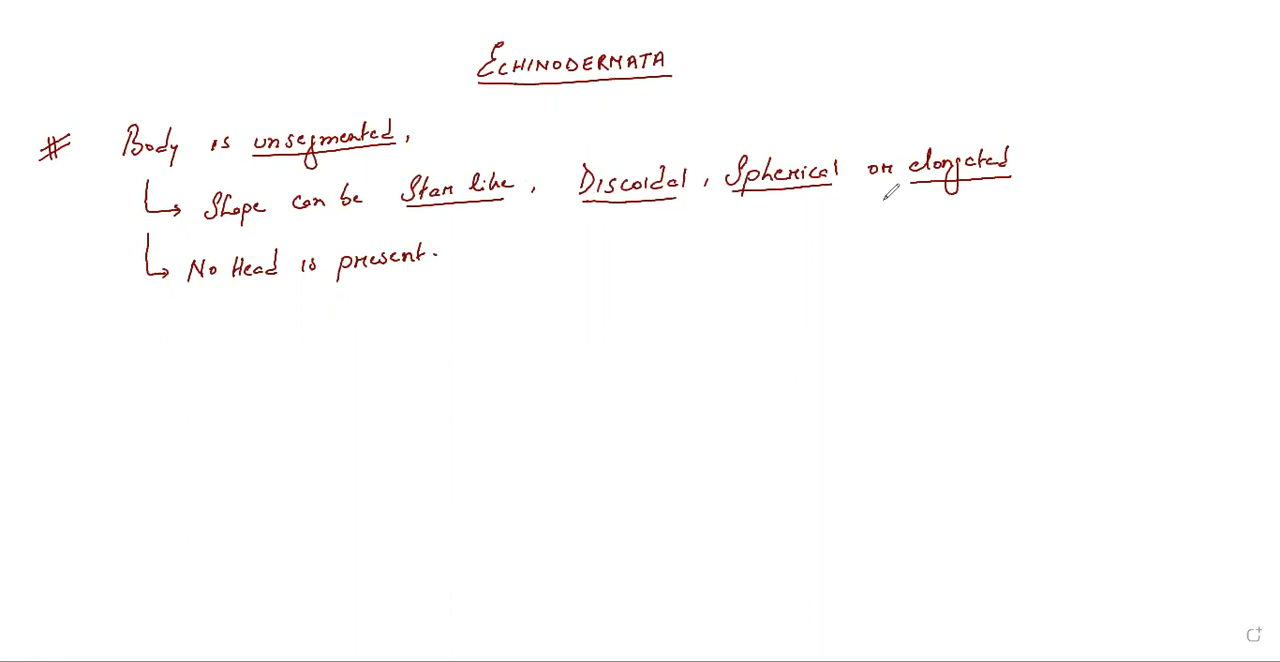 ECHINODERMATA
# Body is unsegmented,
↳ Shape can be Star like, Discoidal, Spherical or elongated
↳ No Head is present.